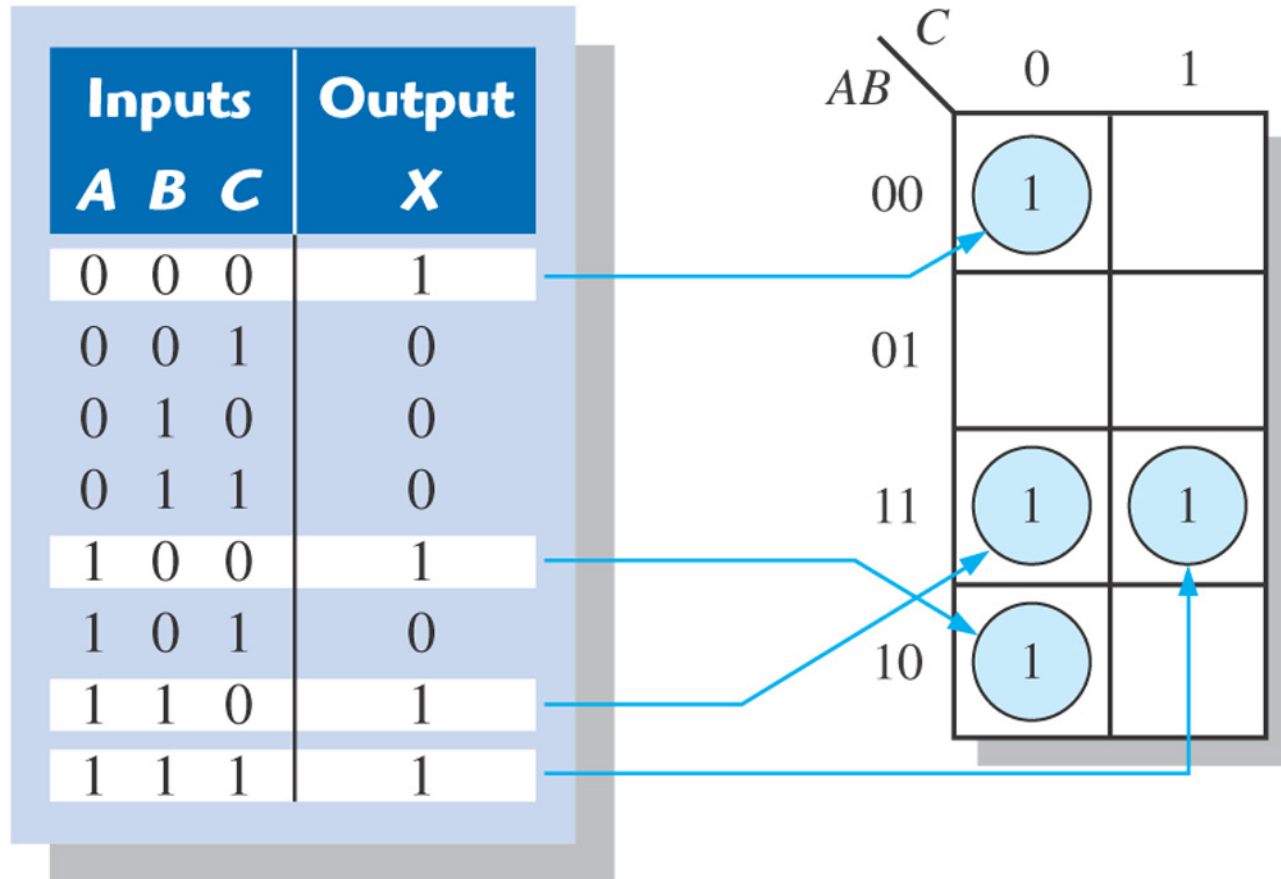 Inputs Output
A B C X
0 0 0 1
0 0 1 0
0 1 0 0
0 1 1 0
1 0 0 1
1 0 1 0
1 1 0 1
1 1 1 1
C
AB 0 1
00 1
01
11 1 1
10 1